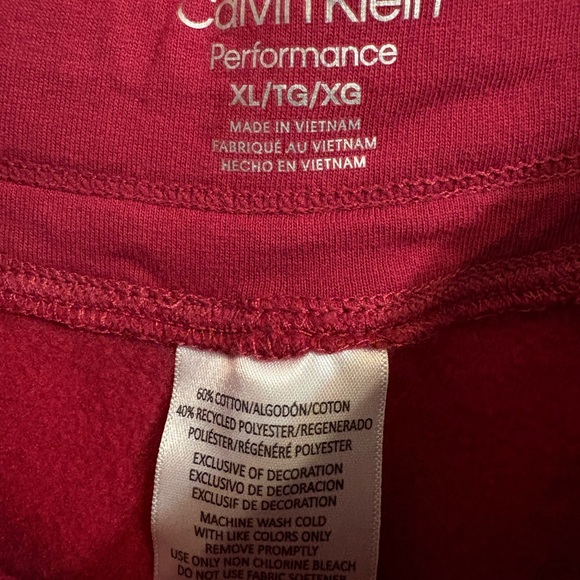 Calvin Klein
Performance
XL/TG/XG
MADE IN VIETNAM
FABRIQUÉ AU VIETNAM
HECHO EN VIETNAM
60% COTTON/ALGODÓN/COTON
40% RECYCLED POLYESTER/REGENERADO
POLIÉSTER/RÉGÉNÉRÉ POLYESTER
EXCLUSIVE OF DECORATION
EXCLUSIVO DE DECORACION
EXCLUSIF DE DECORATION
MACHINE WASH COLD
WITH LIKE COLORS ONLY
REMOVE PROMPTLY
USE ONLY NON CHLORINE BLEACH
DO NOT USE FABRIC SOFTENER